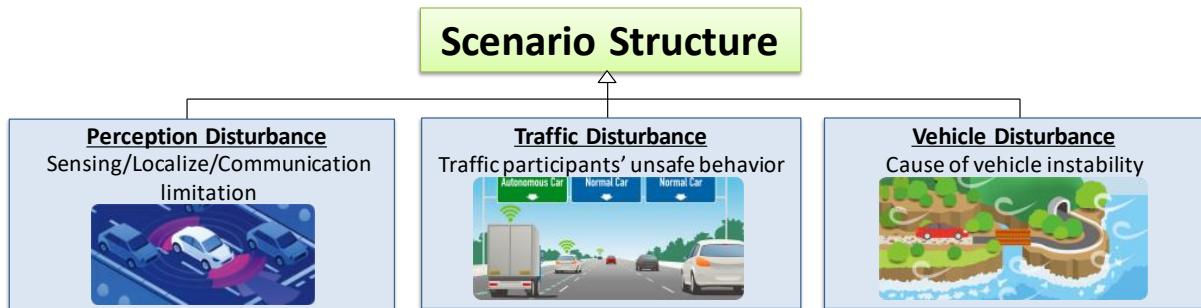 Scenario Structure
Perception Disturbance
Sensing/Localize/Communication
limitation
Traffic Disturbance
Traffic participants' unsafe behavior
Autonomous Car
Normal Car
Normal Car
Vehicle Disturbance
Cause of vehicle instability